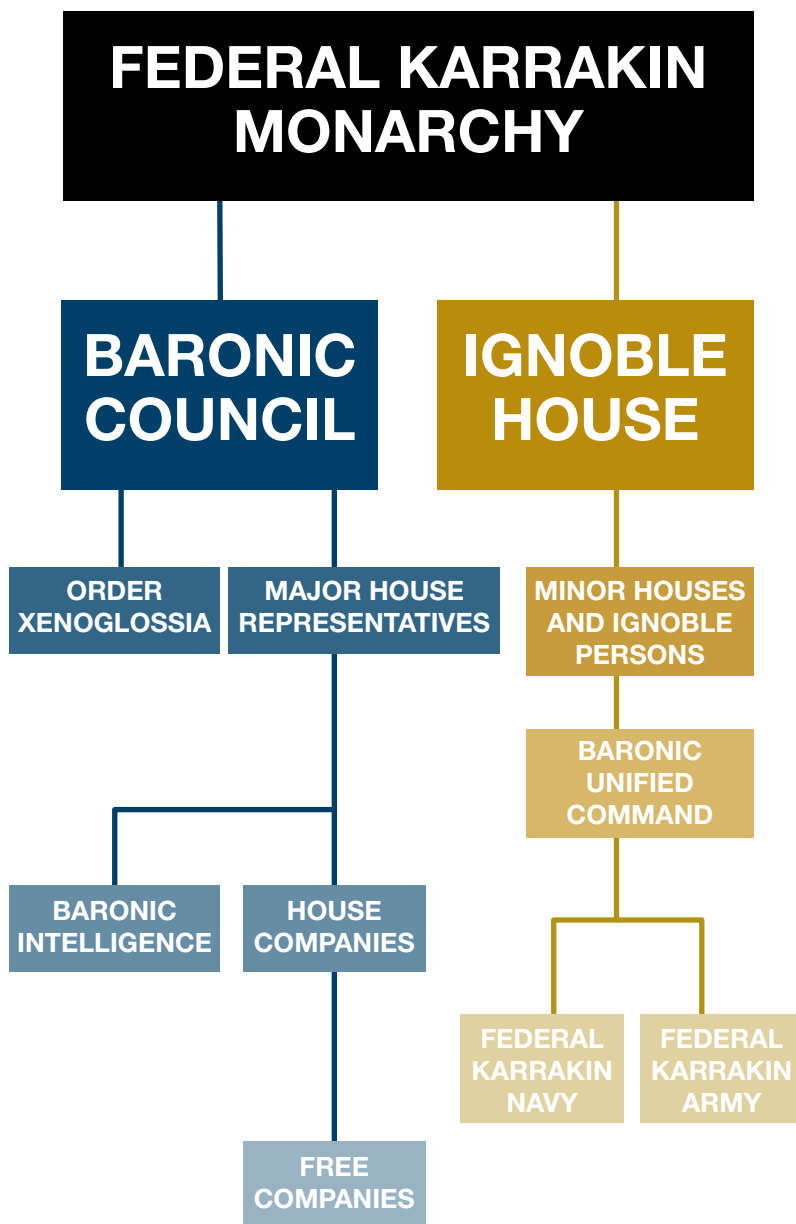 FEDERAL KARRAKIN
MONARCHY
BARONIC
COUNCIL
IGNOBLE
HOUSE
ORDER
XENOGLOSSIA
MAJOR HOUSE
REPRESENTATIVES
MINOR HOUSES
AND IGNOBLE
PERSONS
BARONIC
UNIFIED
COMMAND
BARONIC
INTELLIGENCE
HOUSE
COMPANIES
FEDERAL
KARRAKIN
NAVY
FEDERAL
KARRAKIN
ARMY
FREE
COMPANIES